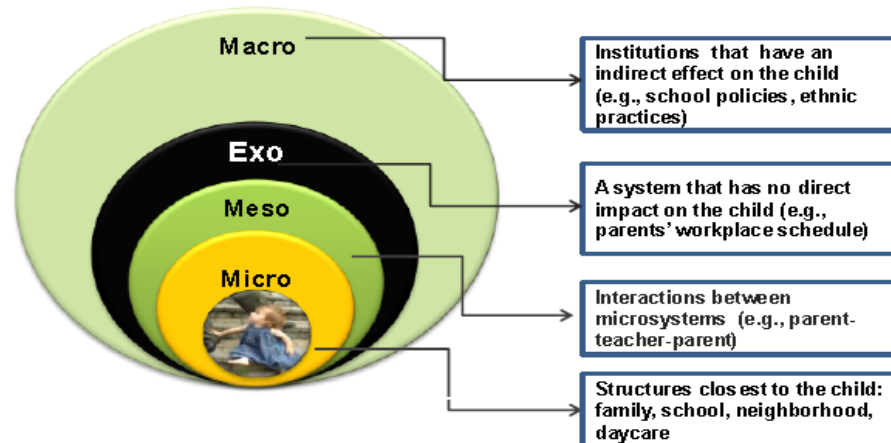 Macro
Institutions that have an
indirect effect on the child
(e.g., school policies, ethnic
practices)
Exo
A system that has no direct
impact on the child (e.g.,
parents' workplace schedule)
Meso
Interactions between
microsystems (e.g., parent-
teacher-parent)
Micro
Structures closest to the child:
family, school, neighborhood,
daycare